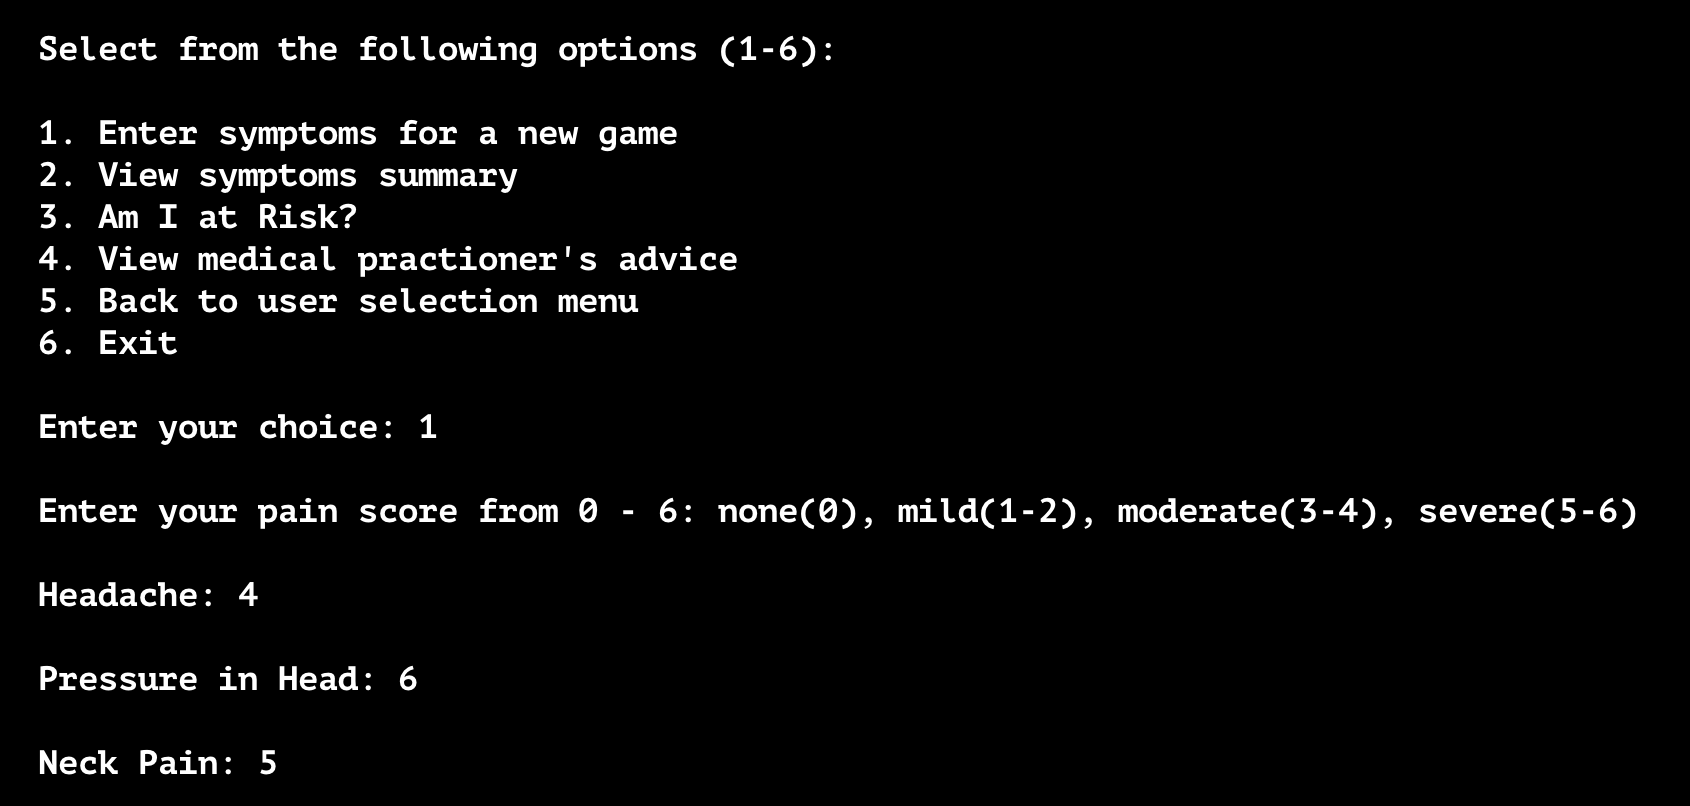 Select from the following options (1-6):
1. Enter symptoms for a new game
2. View symptoms summary
3. Am I at Risk?
4. View medical practioner's advice
5. Back to user selection menu
6. Exit
Enter your choice: 1
Enter your pain score from 0 - 6: none(0), mild(1-2), moderate(3-4), severe(5-6)
Headache: 4
Pressure in Head: 6
Neck Pain: 5